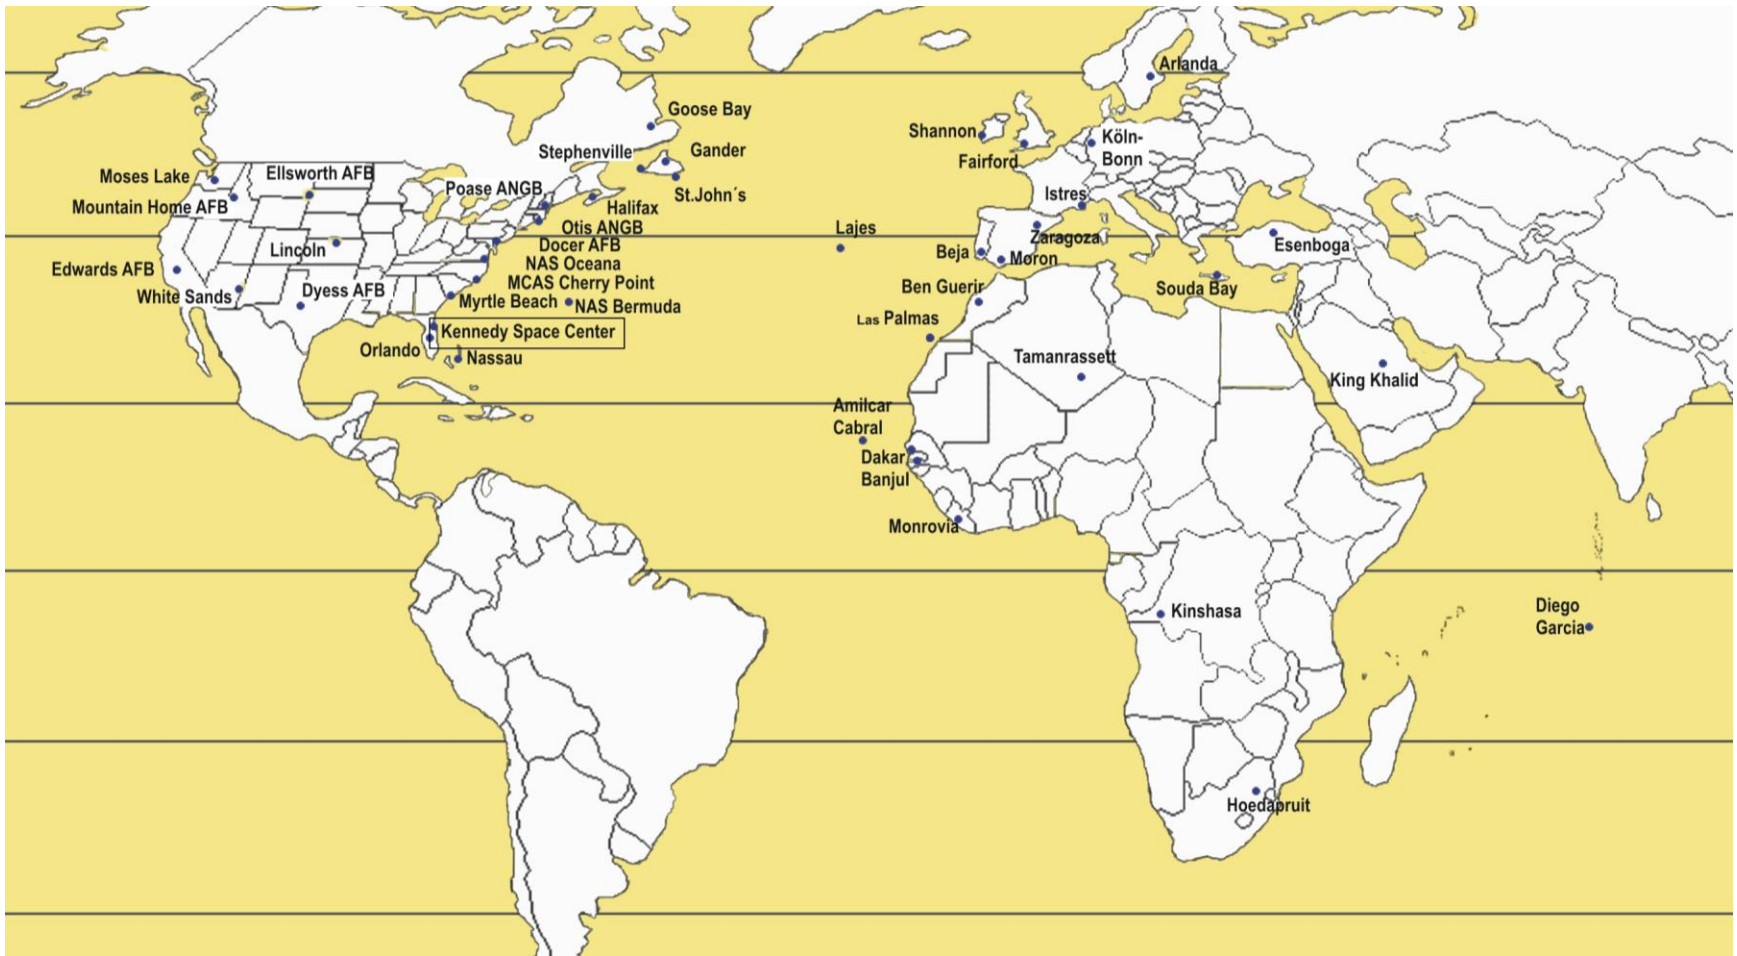 Arlanda
Goose Bay
Shannon
Köln-
Bonn
Stephenville
Gander
Fairford
Moses Lake
Ellsworth AFB
Poase ANGB
St.John´s
Istres
Mountain Home AFB
Halifax
Otis ANGB
Lajes
Zaragoza
Lincoln
Docer AFB
Beja
Moron
Esenboga
NAS Oceana
Edwards AFB
MCAS Cherry Point
Ben Guerir
Souda Bay
White Sands
Dyess AFB
Myrtle Beach
NAS Bermuda
Las Palmas
Kennedy Space Center
Orlando
Nassau
Tamanrassett
King Khalid
Amilcar
Cabral
Dakar
Banjul
Monrovia
Kinshasa
Diego
Garcia
Hoedapruit